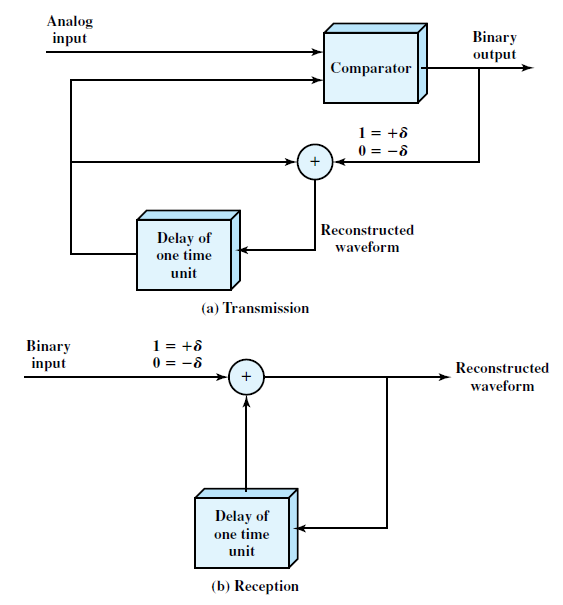 Analog
input
Binary
output
Comparator
1 = +δ
0 = −δ
+
Reconstructed
waveform
Delay of
one time
unit
(a) Transmission
Binary
input
1 = +δ
0 = −δ
+
Reconstructed
waveform
Delay of
one time
unit
(b) Reception